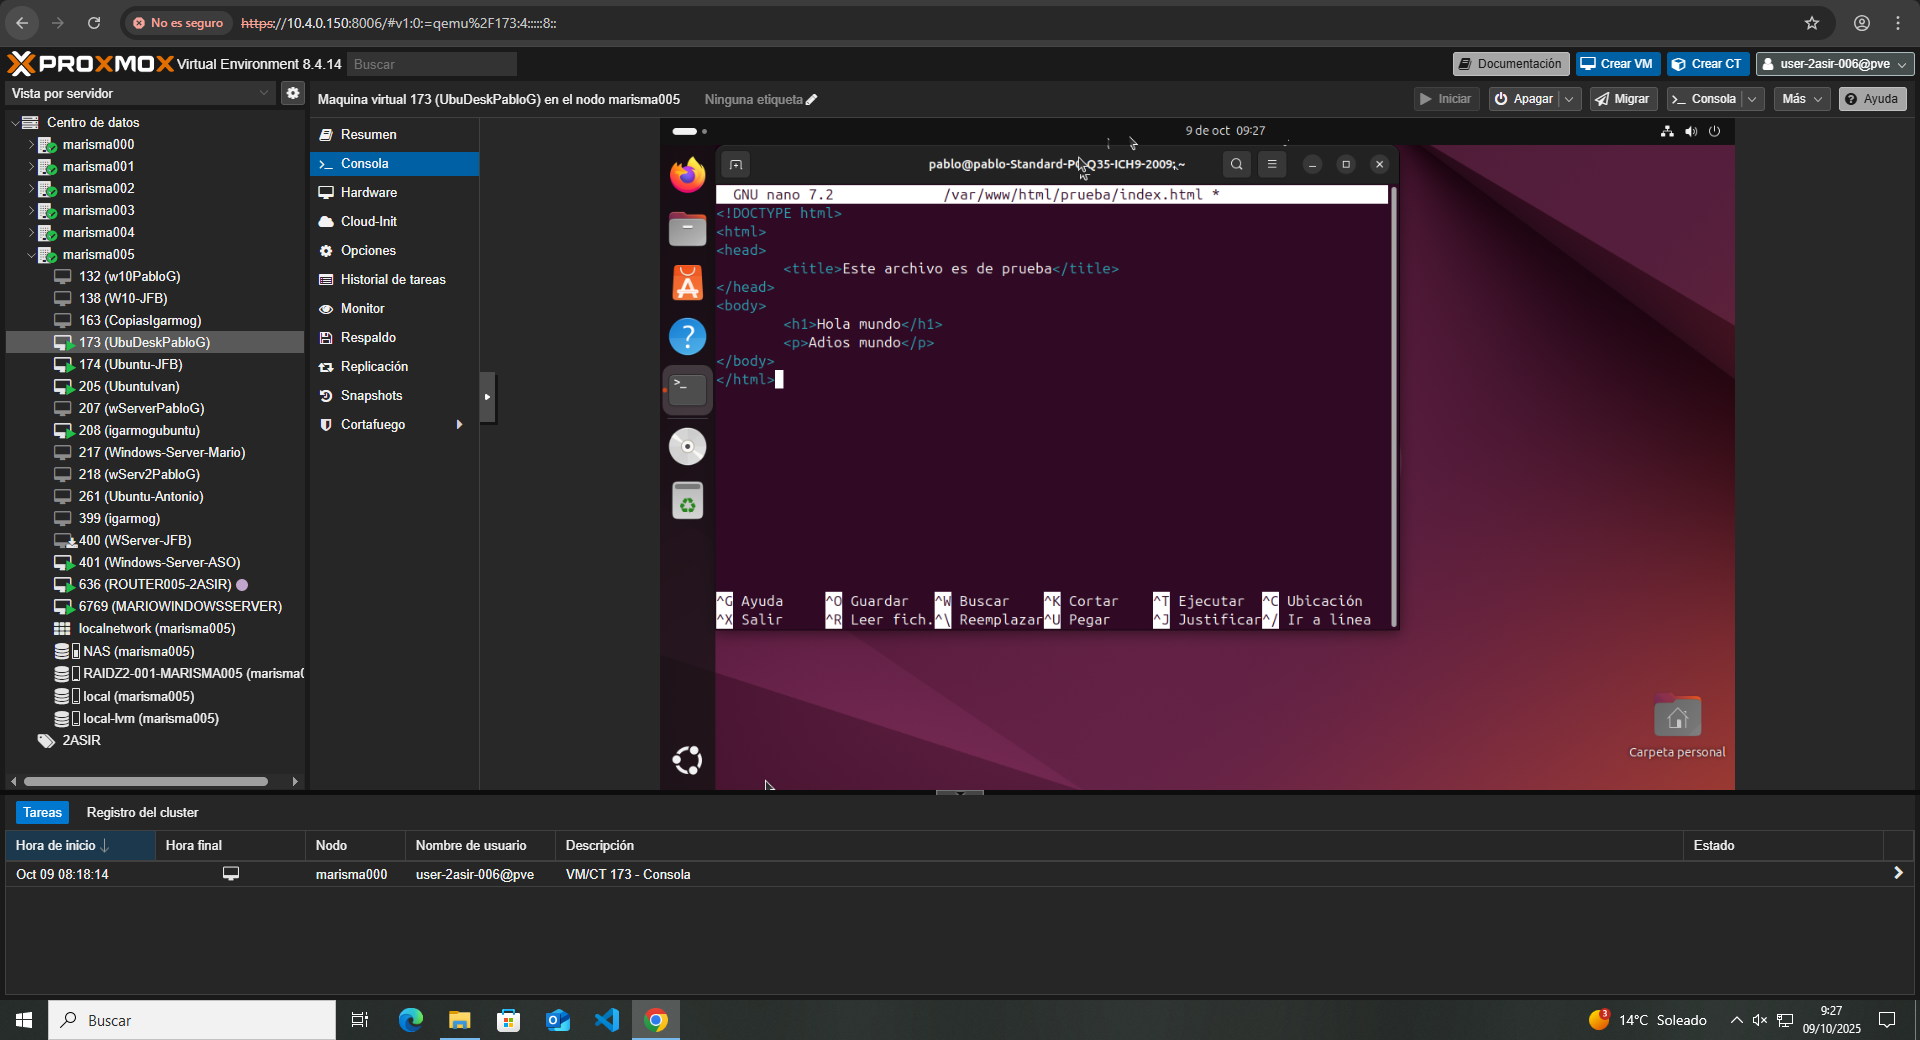 No es seguro https://10.4.0.150:8006/#v1:0:=qemu%2F173:4:::::8::
PROXMOX Virtual Environment 8.4.14 Buscar
Documentación Crear VM Crear CT user-2asir-006@pve
Vista por servidor
Maquina virtual 173 (UbuDeskPabloG) en el nodo marisma005 Ninguna etiqueta
Iniciar Apagar Migrar Consola Más Ayuda
Centro de datos
marisma000
marisma001
marisma002
marisma003
marisma004
marisma005
132 (w10PabloG)
138 (W10-JFB)
163 (CopiasIgarmog)
173 (UbuDeskPabloG)
174 (Ubuntu-JFB)
205 (UbuntuIvan)
207 (wServerPabloG)
208 (igarmogubuntu)
217 (Windows-Server-Mario)
218 (wServ2PabloG)
261 (Ubuntu-Antonio)
399 (igarmog)
400 (WServer-JFB)
401 (Windows-Server-ASO)
636 (ROUTER005-2ASIR)
6769 (MARIOWINDOWSSERVER)
localnetwork (marisma005)
NAS (marisma005)
RAIDZ2-001-MARISMA005 (marisma0
local (marisma005)
local-lvm (marisma005)
2ASIR
Resumen
Consola
Hardware
Cloud-Init
Opciones
Historial de tareas
Monitor
Respaldo
Replicación
Snapshots
Cortafuego
9 de oct 09:27
pablo@pablo-Standard-PC-Q35-ICH9-2009: ~
GNU nano 7.2 /var/www/html/prueba/index.html *
<!DOCTYPE html>
<html>
<head>
<title>Este archivo es de prueba</title>
</head>
<body>
<h1>Hola mundo</h1>
<p>Adios mundo</p>
</body>
</html>
^G Ayuda ^O Guardar ^W Buscar ^K Cortar ^T Ejecutar ^C Ubicación
^X Salir ^R Leer fich. ^\ Reemplazar ^U Pegar ^J Justificar ^/ Ir a línea
Carpeta personal
Tareas Registro del cluster
Hora de inicio Hora final Nodo Nombre de usuario Descripción Estado
Oct 09 08:18:14 marisma000 user-2asir-006@pve VM/CT 173 - Consola
Buscar
3 14°C Soleado
9:27
09/10/2025